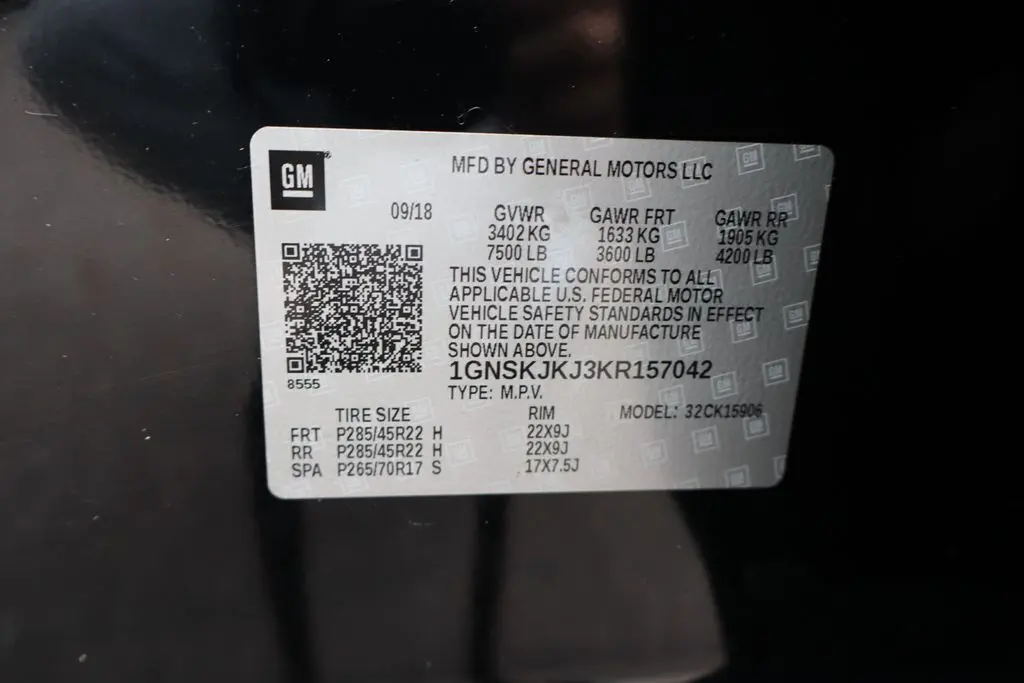 GM
MFD BY GENERAL MOTORS LLC
09/18 GVWR GAWR FRT GAWR RR
3402 KG 1633 KG 1905 KG
7500 LB 3600 LB 4200 LB
THIS VEHICLE CONFORMS TO ALL
APPLICABLE U.S. FEDERAL MOTOR
VEHICLE SAFETY STANDARDS IN EFFECT
ON THE DATE OF MANUFACTURE
SHOWN ABOVE.
8555
1GNSKJKJ3KR157042
TYPE: M.P.V.
TIRE SIZE RIM MODEL: 32CK15906
FRT P285/45R22 H 22X9J
RR P285/45R22 H 22X9J
SPA P265/70R17 S 17X7.5J